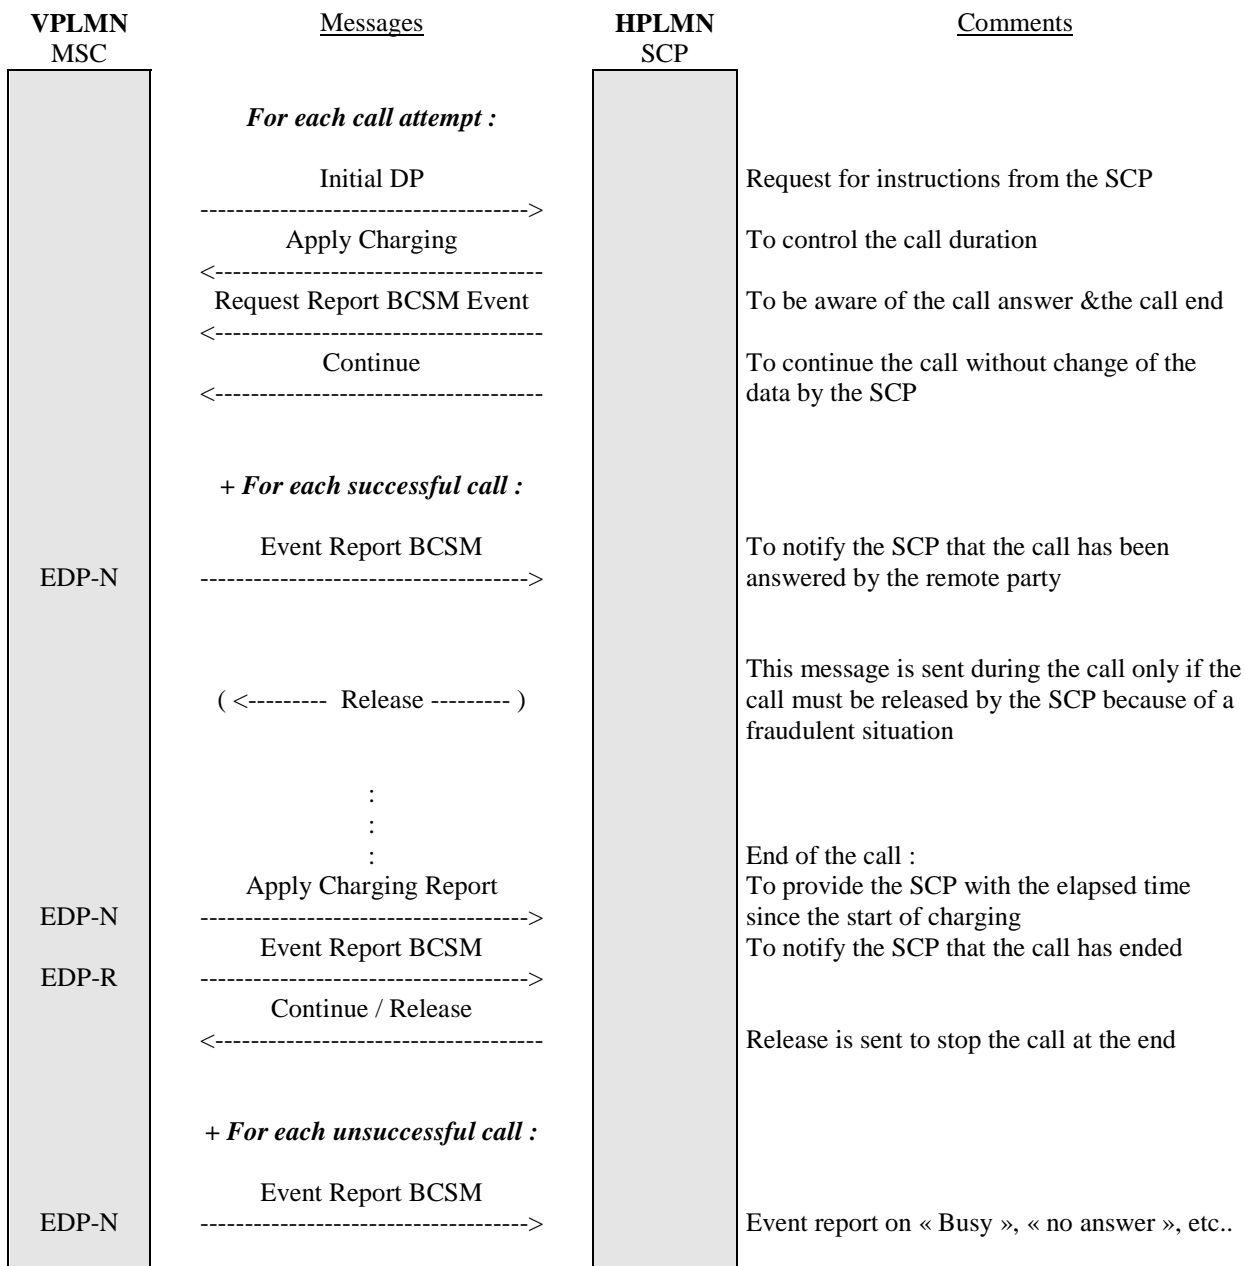 VPLMN Messages HPLMN Comments
MSC SCP
For each call attempt :
Initial DP Request for instructions from the SCP
------------------------------------->
Apply Charging To control the call duration
<-------------------------------------
Request Report BCSM Event To be aware of the call answer &the call end
<-------------------------------------
Continue To continue the call without change of the
<------------------------------------- data by the SCP
+ For each successful call :
Event Report BCSM To notify the SCP that the call has been
EDP-N -------------------------------------> answered by the remote party
This message is sent during the call only if the
( <--------- Release --------- ) call must be released by the SCP because of a
fraudulent situation
:
:
: End of the call :
Apply Charging Report To provide the SCP with the elapsed time
EDP-N -------------------------------------> since the start of charging
Event Report BCSM To notify the SCP that the call has ended
EDP-R ------------------------------------->
Continue / Release
<------------------------------------- Release is sent to stop the call at the end
+ For each unsuccessful call :
Event Report BCSM
EDP-N -------------------------------------> Event report on « Busy », « no answer », etc..